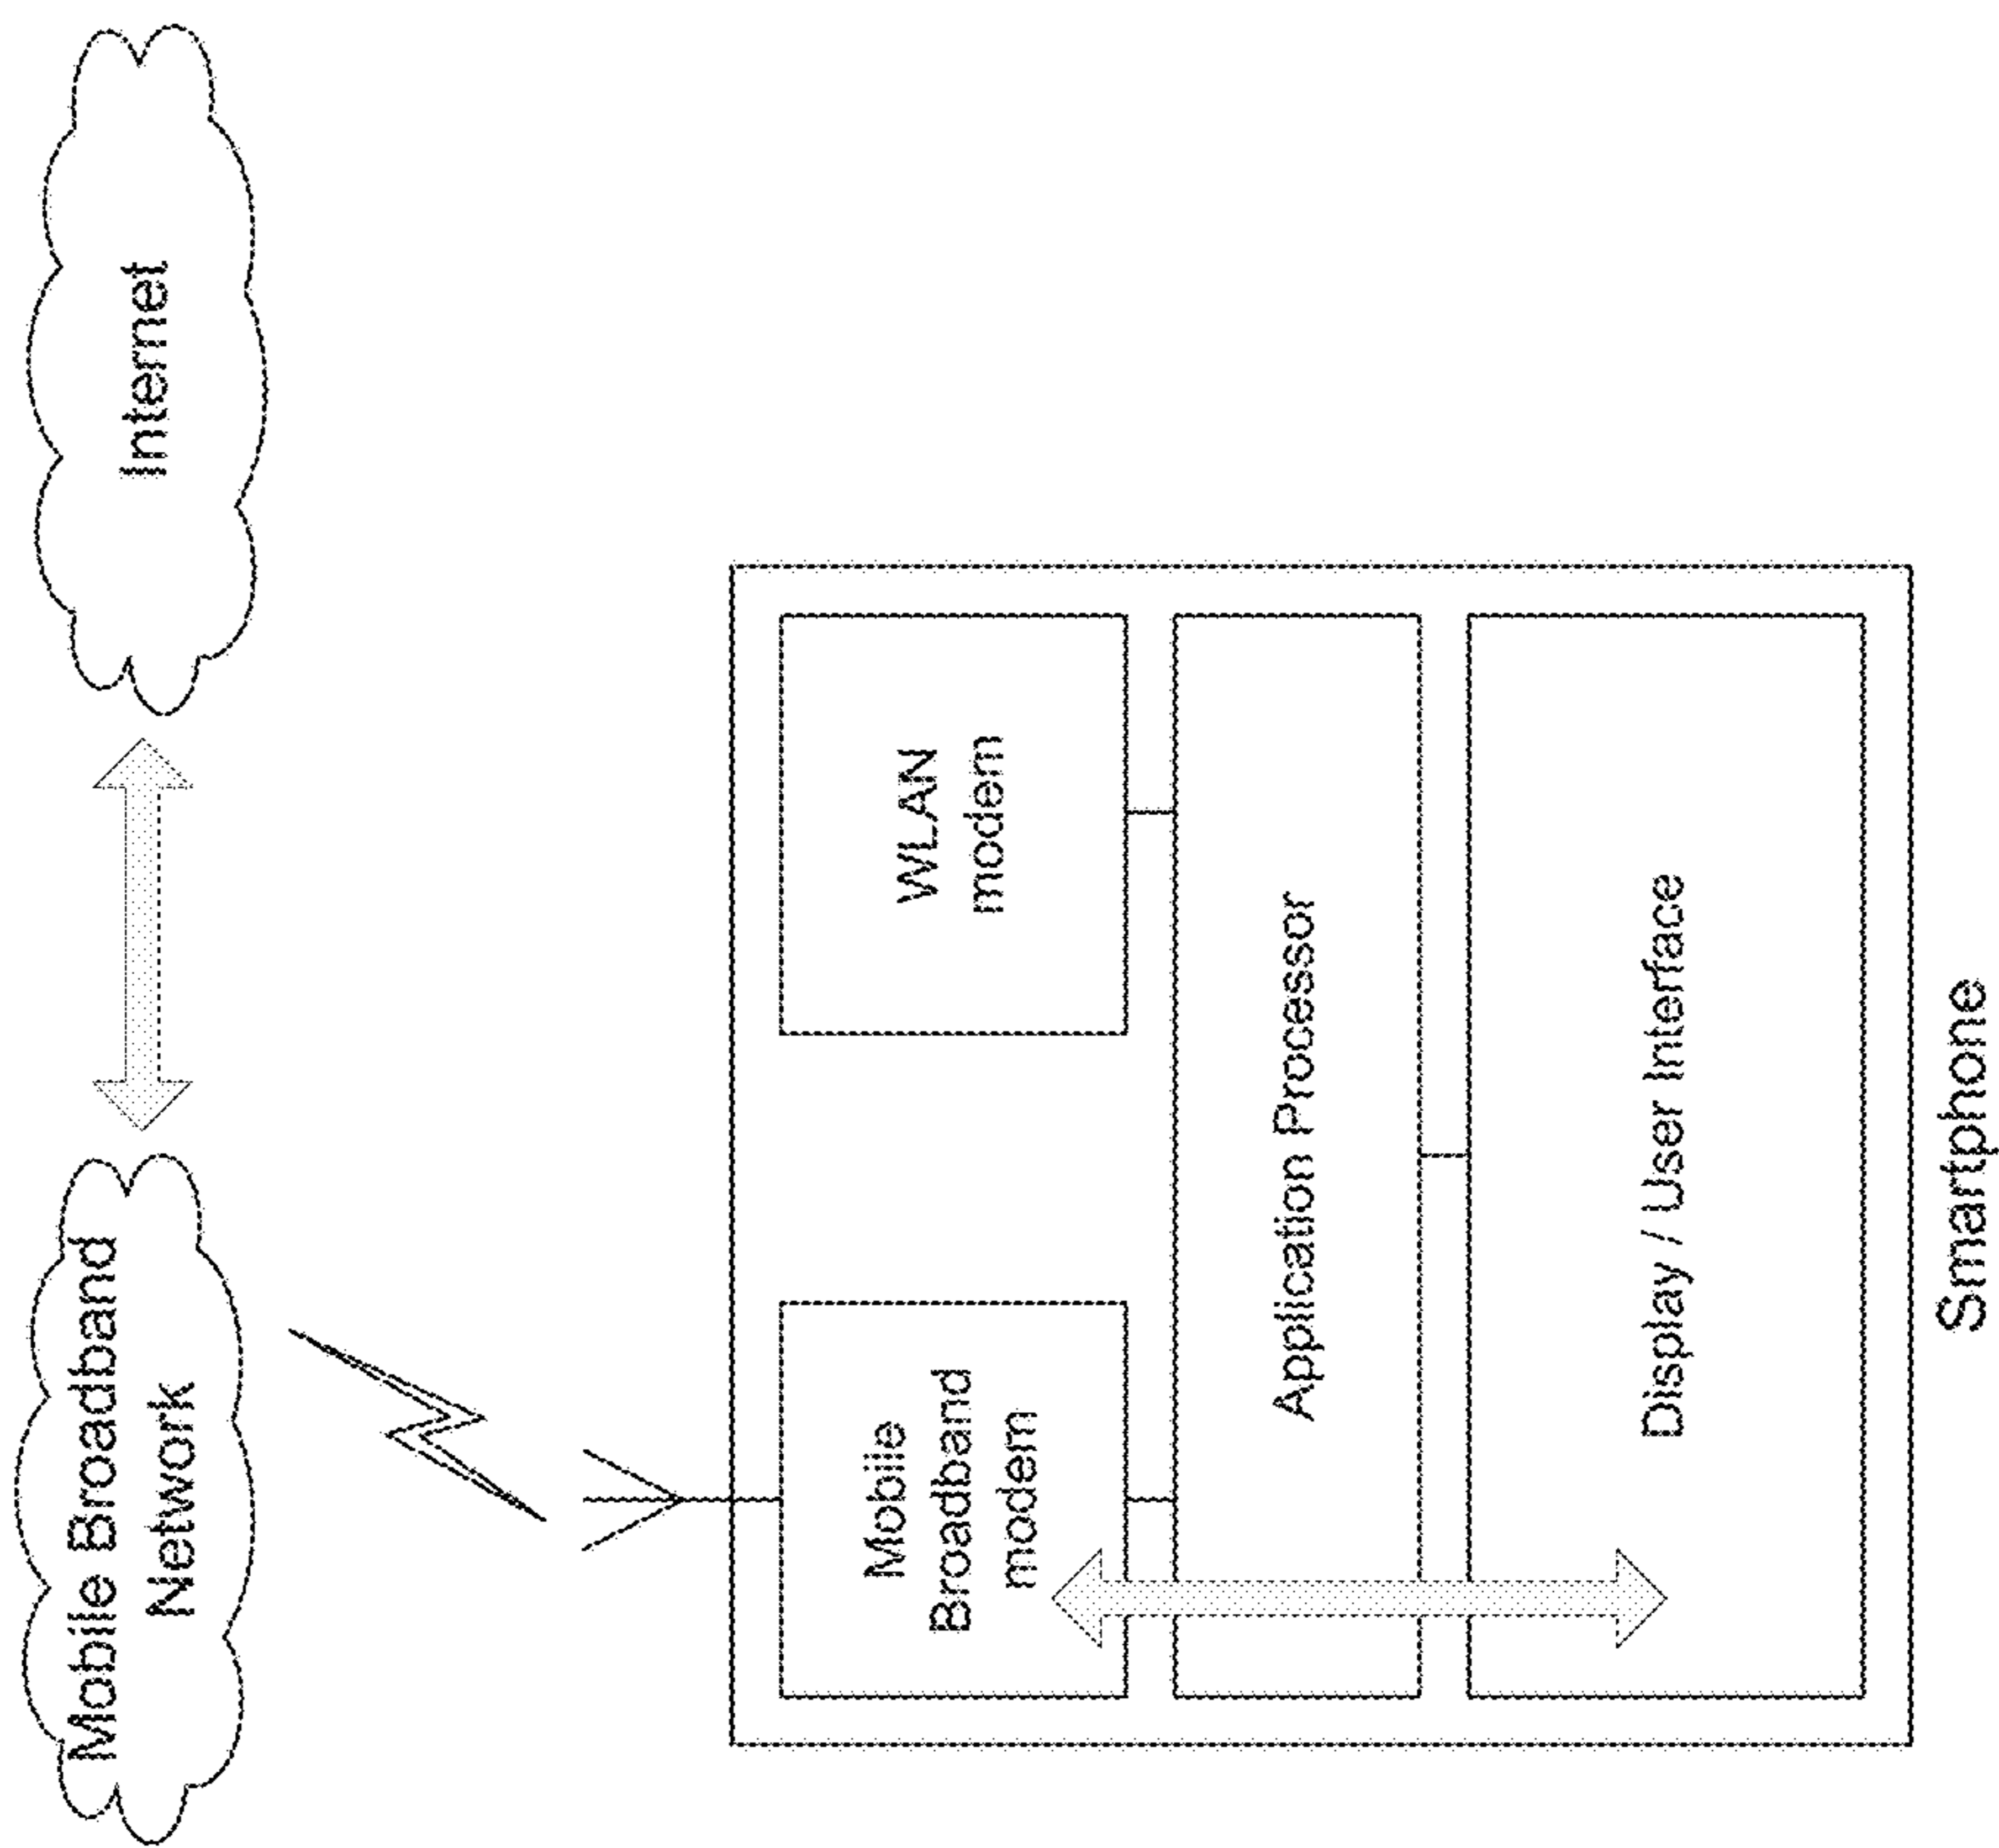 Mobile Broadband
Network
Internet
Mobile
Broadband
modem
WLAN
modem
Application Processor
Display / User Interface
Smartphone